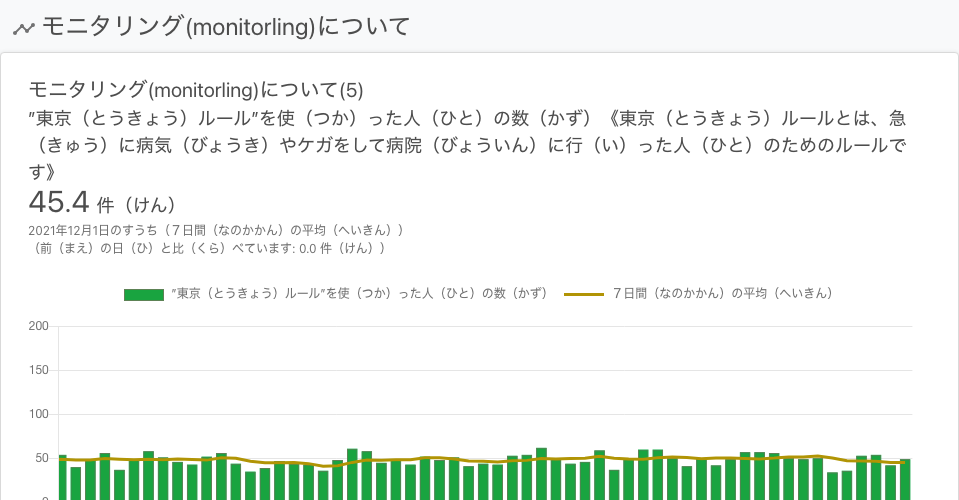 モニタリング(monitorling)について
モニタリング(monitorling)について(5)
”東京（とうきょう）ルール”を使（つか）った人（ひと）の数（かず）《東京（とうきょう）ルールとは、急
（きゅう）に病気（びょうき）やケガをして病院（びょういん）に行（い）った人（ひと）のためのルールで
す》
45.4 件（けん）
2021年12月1日のすうち（７日間（なのかかん）の平均（へいきん））
（前（まえ）の日（ひ）と比（くら）べています: 0.0 件（けん））
”東京（とうきょう）ルール”を使（つか）った人（ひと）の数（かず） ７日間（なのかかん）の平均（へいきん）
200
150
100
50
0